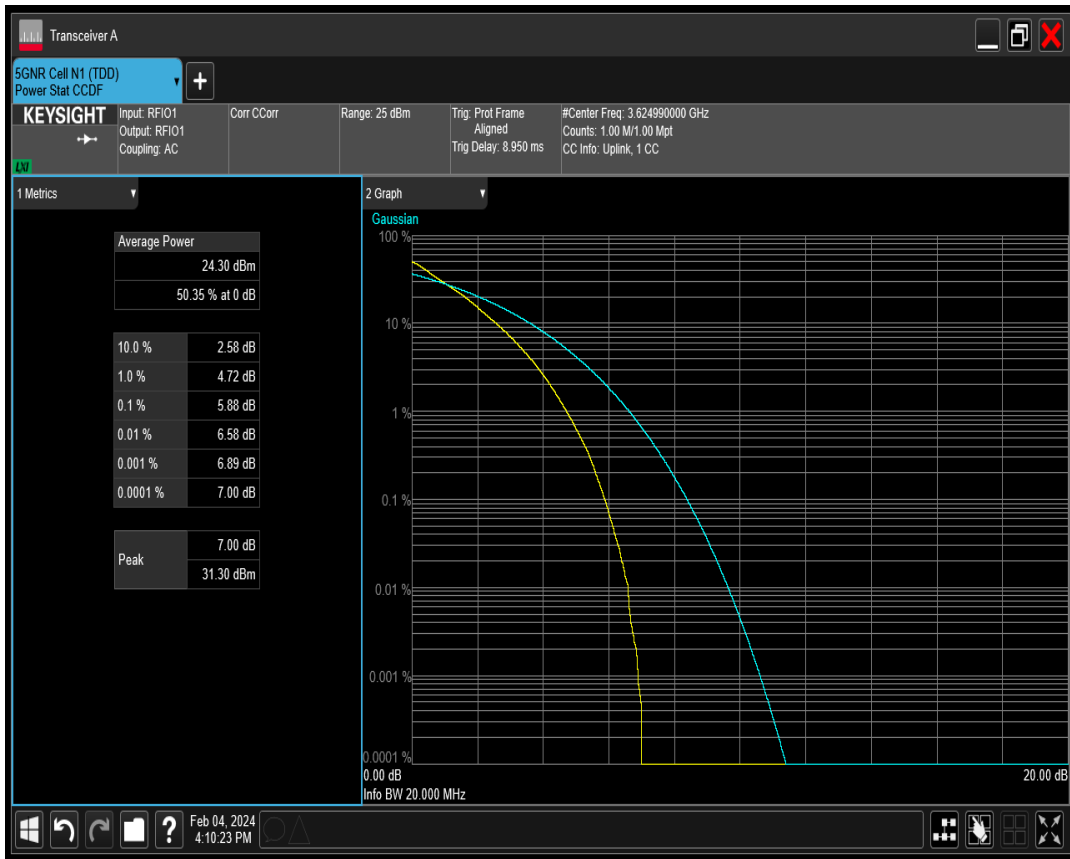 Transceiver A
5GNR Cell N1 (TDD)
Power Stat CCDF
+
KEYSIGHT
LXI
Input: RFIO1
Output: RFIO1
Coupling: AC
Corr CCorr
Range: 25 dBm
Trig: Prot Frame
Aligned
Trig Delay: 8.950 ms
#Center Freq: 3.624990000 GHz
Counts: 1.00 M/1.00 Mpt
CC Info: Uplink, 1 CC
1 Metrics
Average Power
24.30 dBm
50.35 % at 0 dB
10.0 % 2.58 dB
1.0 % 4.72 dB
0.1 % 5.88 dB
0.01 % 6.58 dB
0.001 % 6.89 dB
0.0001 % 7.00 dB
Peak
7.00 dB
31.30 dBm
2 Graph
Gaussian
100 %
10 %
1 %
0.1 %
0.01 %
0.001 %
0.0001 %
0.00 dB 20.00 dB
Info BW 20.000 MHz
?
Feb 04, 2024
4:10:23 PM